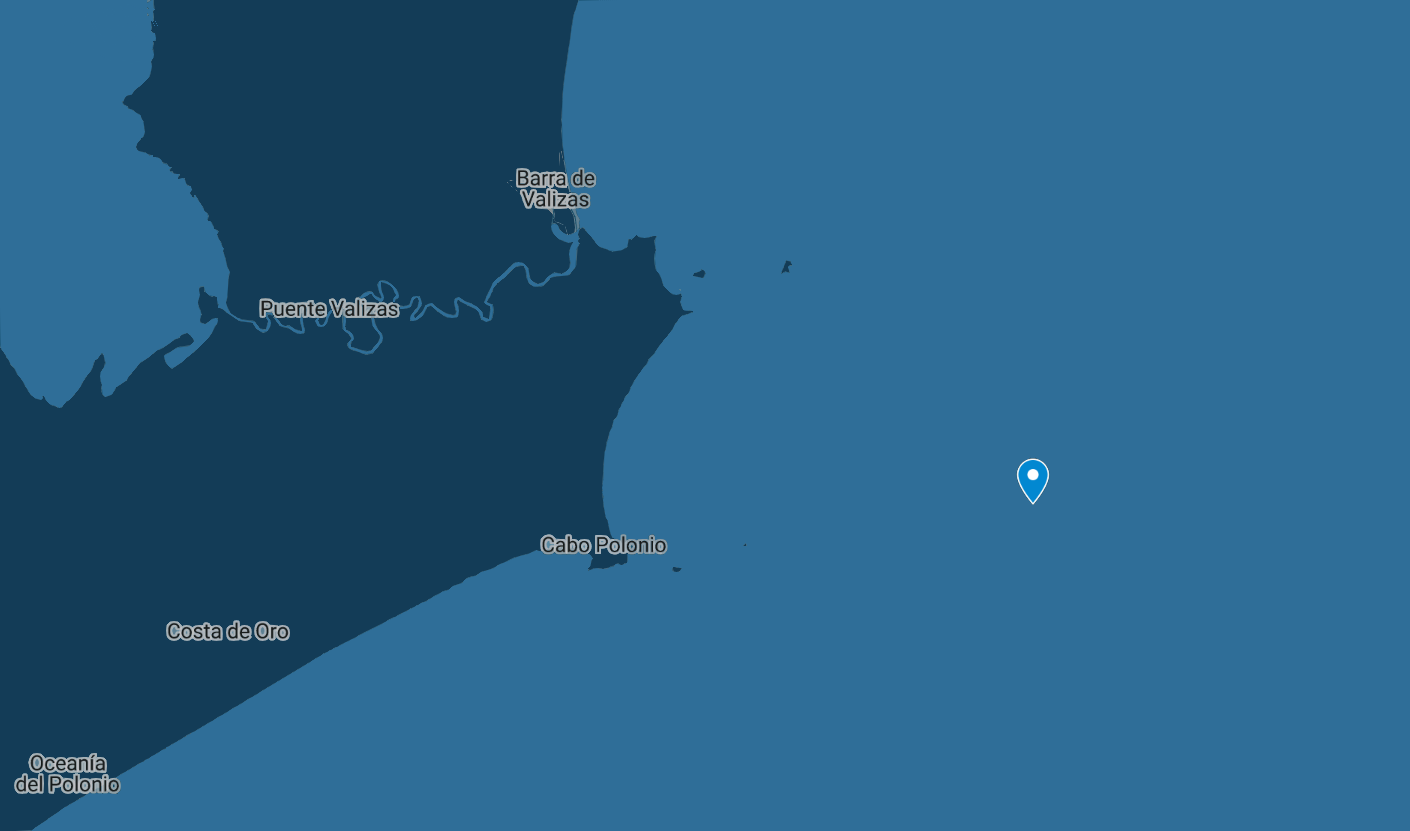 Barra de
Valizas
Puente Valizas
Cabo Polonio
Costa de Oro
Oceanía
del Polonio